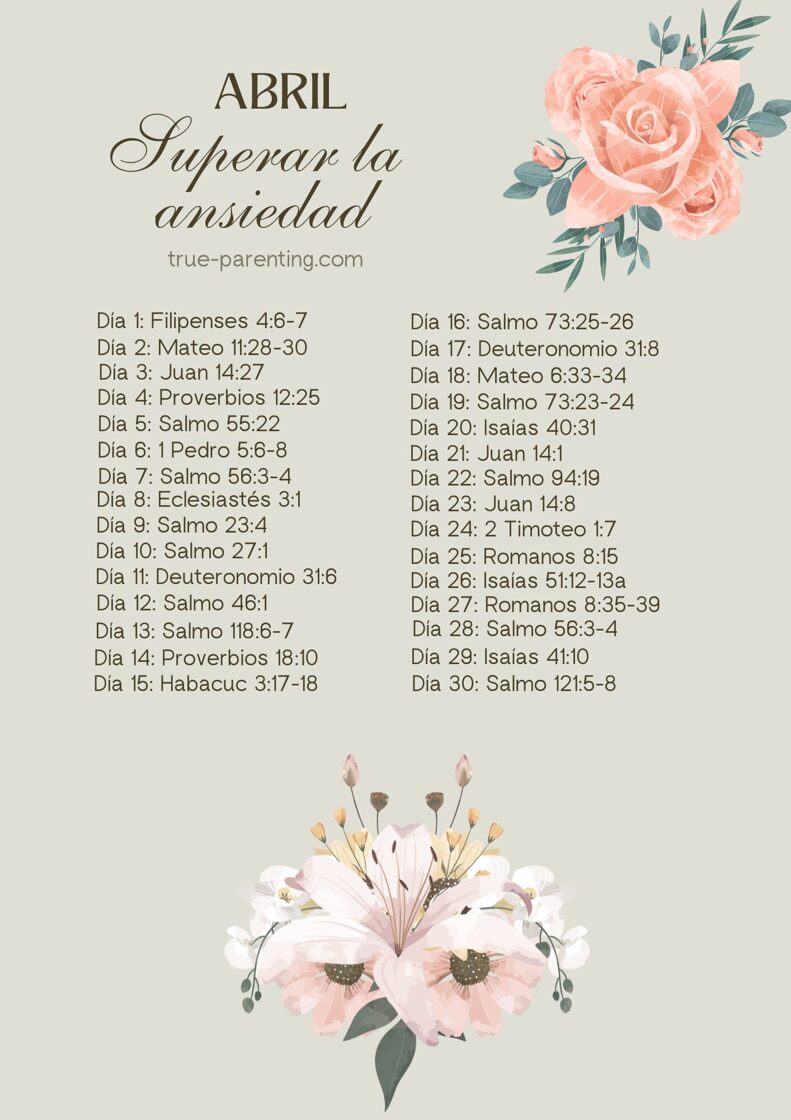 ABRIL
Superar la
ansiedad
true-parenting.com
Día 1: Filipenses 4:6-7
Día 2: Mateo 11:28-30
Día 3: Juan 14:27
Día 4: Proverbios 12:25
Día 5: Salmo 55:22
Día 6: 1 Pedro 5:6-8
Día 7: Salmo 56:3-4
Día 8: Eclesiastés 3:1
Día 9: Salmo 23:4
Día 10: Salmo 27:1
Día 11: Deuteronomio 31:6
Día 12: Salmo 46:1
Día 13: Salmo 118:6-7
Día 14: Proverbios 18:10
Día 15: Habacuc 3:17-18
Día 16: Salmo 73:25-26
Día 17: Deuteronomio 31:8
Día 18: Mateo 6:33-34
Día 19: Salmo 73:23-24
Día 20: Isaías 40:31
Día 21: Juan 14:1
Día 22: Salmo 94:19
Día 23: Juan 14:8
Día 24: 2 Timoteo 1:7
Día 25: Romanos 8:15
Día 26: Isaías 51:12-13a
Día 27: Romanos 8:35-39
Día 28: Salmo 56:3-4
Día 29: Isaías 41:10
Día 30: Salmo 121:5-8